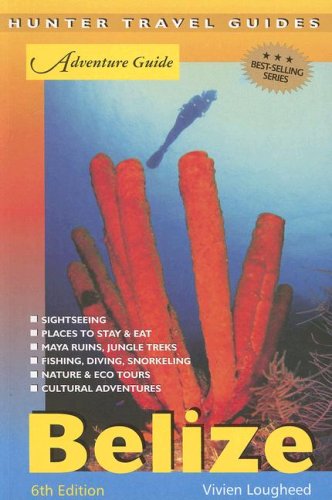 HUNTER TRAVEL GUIDES
Adventure Guide
★★★
BEST-SELLING
SERIES
SIGHTSEEING
PLACES TO STAY & EAT
MAYA RUINS, JUNGLE TREKS
FISHING, DIVING, SNORKELING
NATURE & ECO TOURS
CULTURAL ADVENTURES
Belize
6th Edition Vivien Lougheed